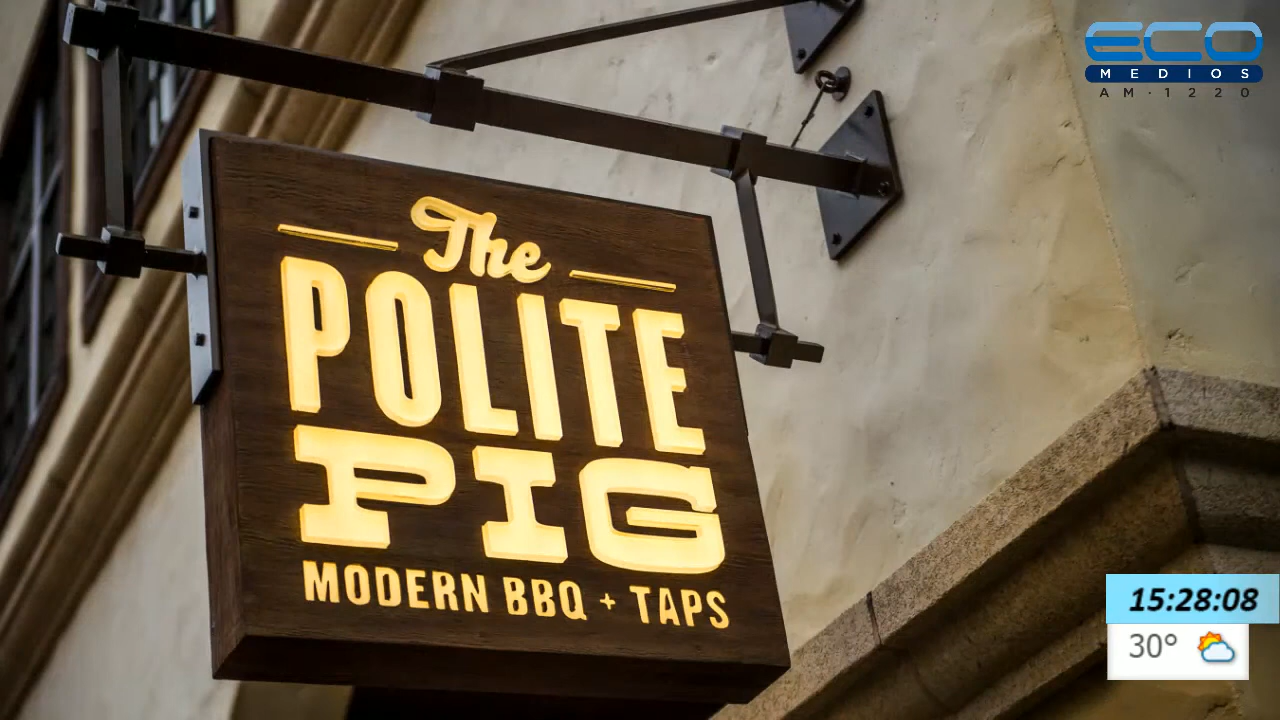 ECO
MEDIOS
AM·1220
The
POLITE
PIG
MODERN BBQ + TAPS
15:28:08
30°